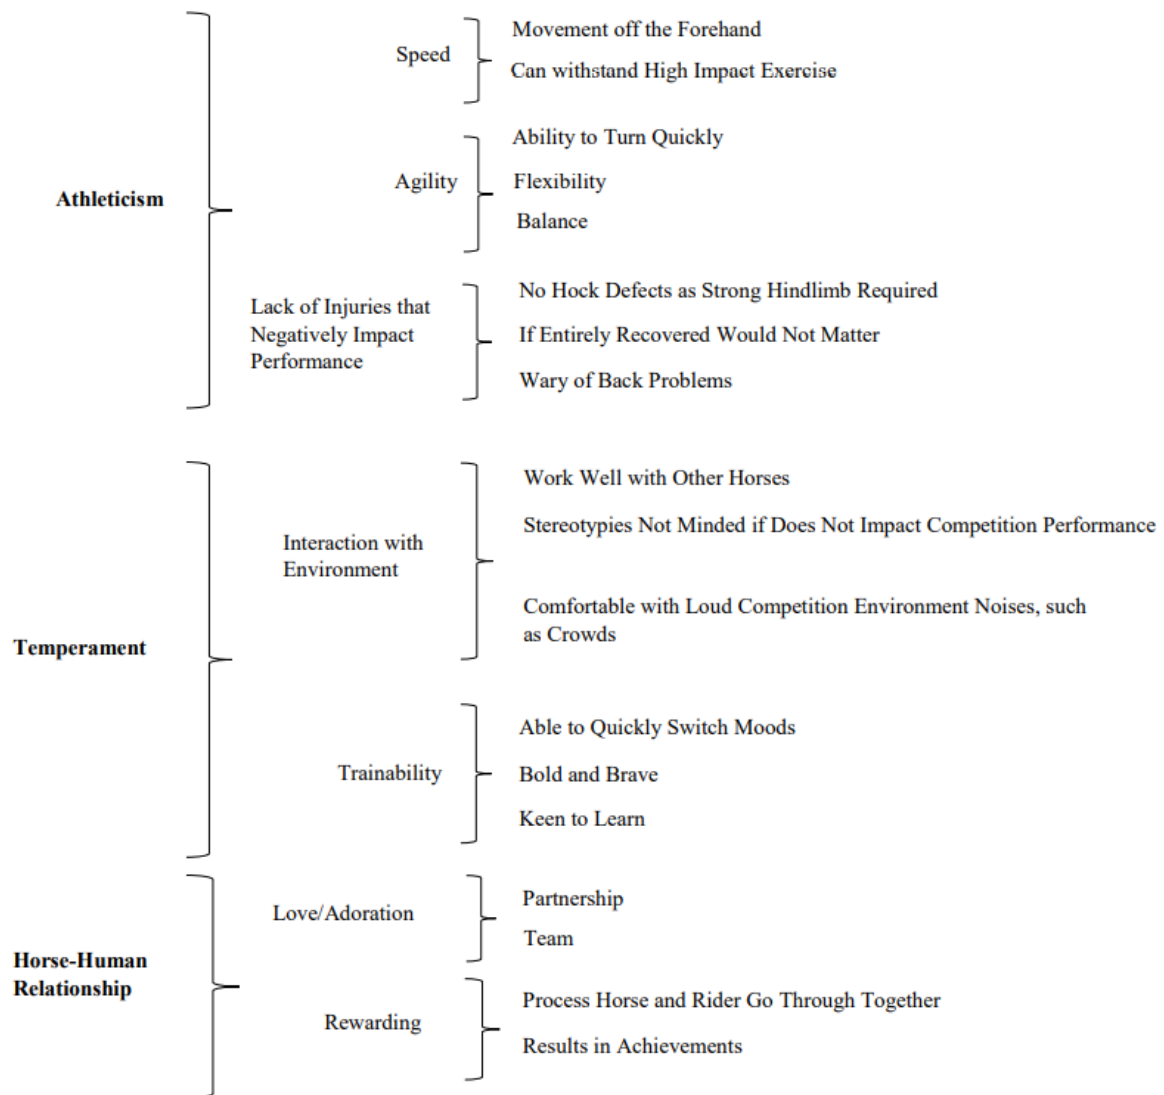 Athleticism
Speed
Movement off the Forehand
Can withstand High Impact Exercise
Agility
Ability to Turn Quickly
Flexibility
Balance
Lack of Injuries that
Negatively Impact
Performance
No Hock Defects as Strong Hindlimb Required
If Entirely Recovered Would Not Matter
Wary of Back Problems
Temperament
Interaction with
Environment
Work Well with Other Horses
Stereotypies Not Minded if Does Not Impact Competition Performance
Comfortable with Loud Competition Environment Noises, such
as Crowds
Trainability
Able to Quickly Switch Moods
Bold and Brave
Keen to Learn
Horse-Human
Relationship
Love/Adoration
Partnership
Team
Rewarding
Process Horse and Rider Go Through Together
Results in Achievements